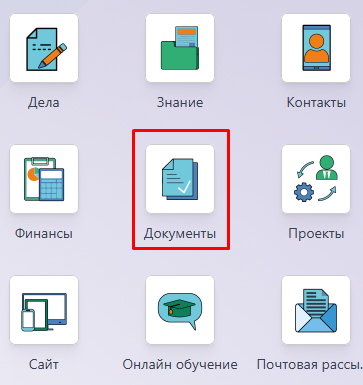 Дела Знание Контакты
Финансы Документы Проекты
Сайт Онлайн обучение Почтовая рассы.